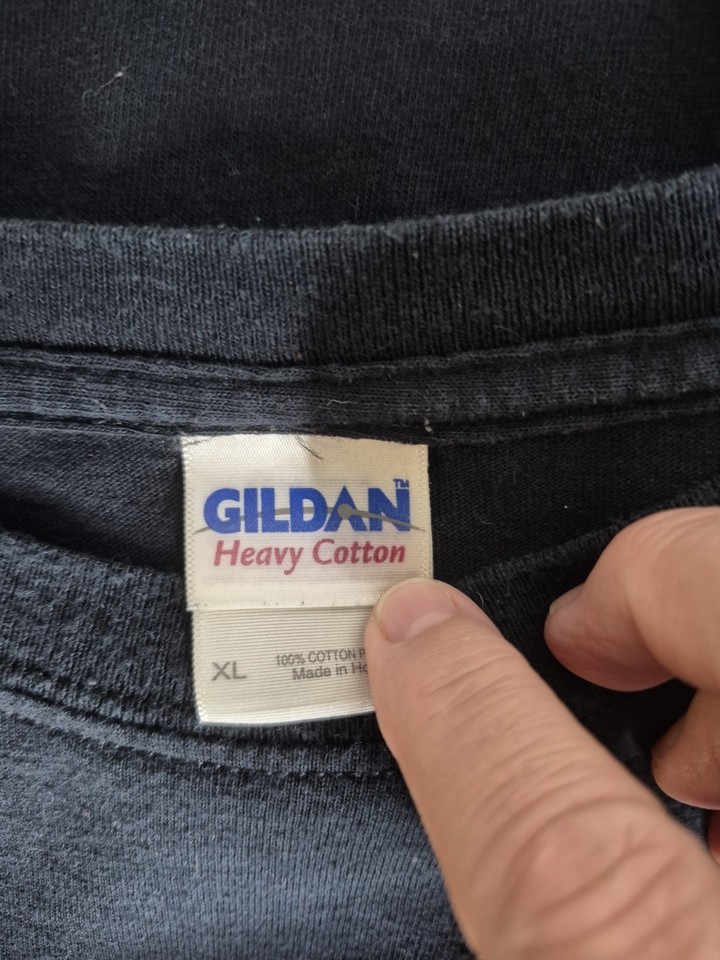 GILDAN™
Heavy Cotton
XL
100% COTTON
Made in